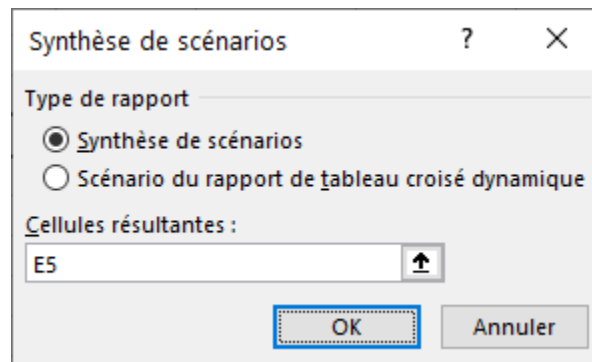 Synthèse de scénarios ?
Type de rapport
Synthèse de scénarios
Scénario du rapport de tableau croisé dynamique
Cellules résultantes :
E5
OK Annuler